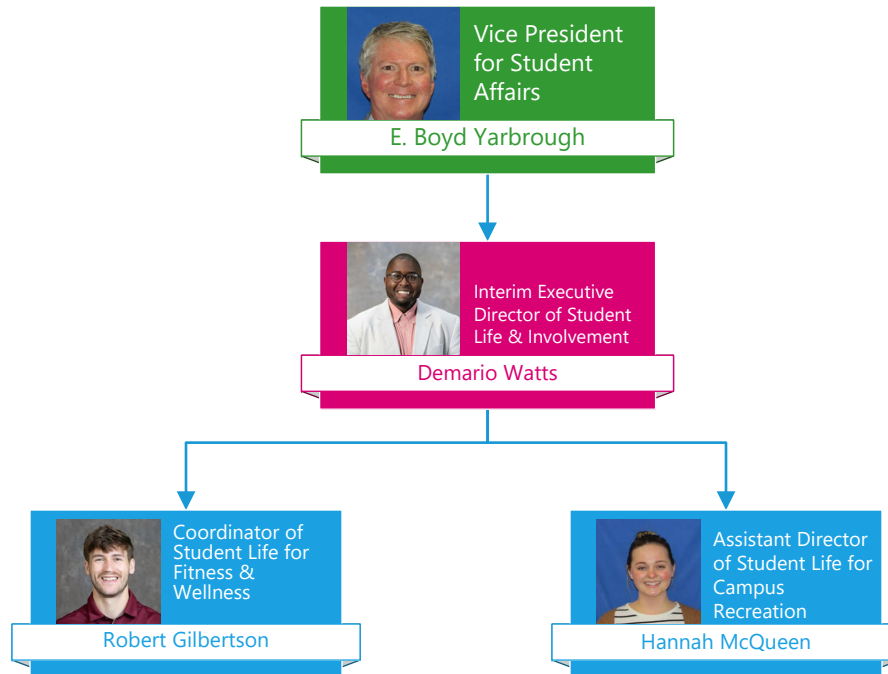 Vice President
for Student
Affairs
E. Boyd Yarbrough
Interim Executive
Director of Student
Life & Involvement
Demario Watts
Coordinator of
Student Life for
Fitness &
Wellness
Robert Gilbertson
Assistant Director
of Student Life for
Campus
Recreation
Hannah McQueen